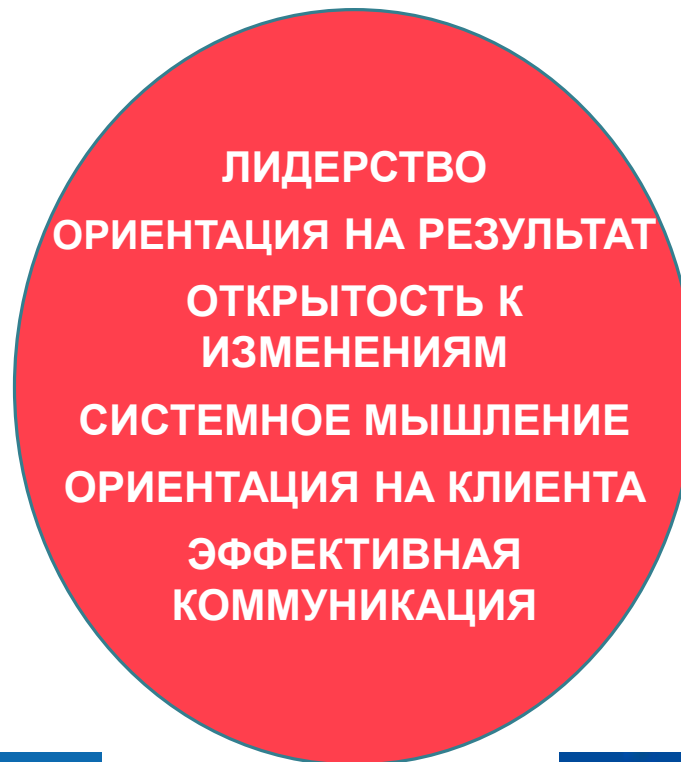 ЛИДЕРСТВО
ОРИЕНТАЦИЯ НА РЕЗУЛЬТАТ
ОТКРЫТОСТЬ К
ИЗМЕНЕНИЯМ
СИСТЕМНОЕ МЫШЛЕНИЕ
ОРИЕНТАЦИЯ НА КЛИЕНТА
ЭФФЕКТИВНАЯ
КОММУНИКАЦИЯ